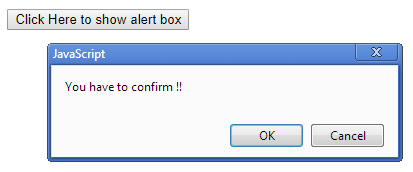 Click Here to show alert box
JavaScript
You have to confirm !!
OK
Cancel